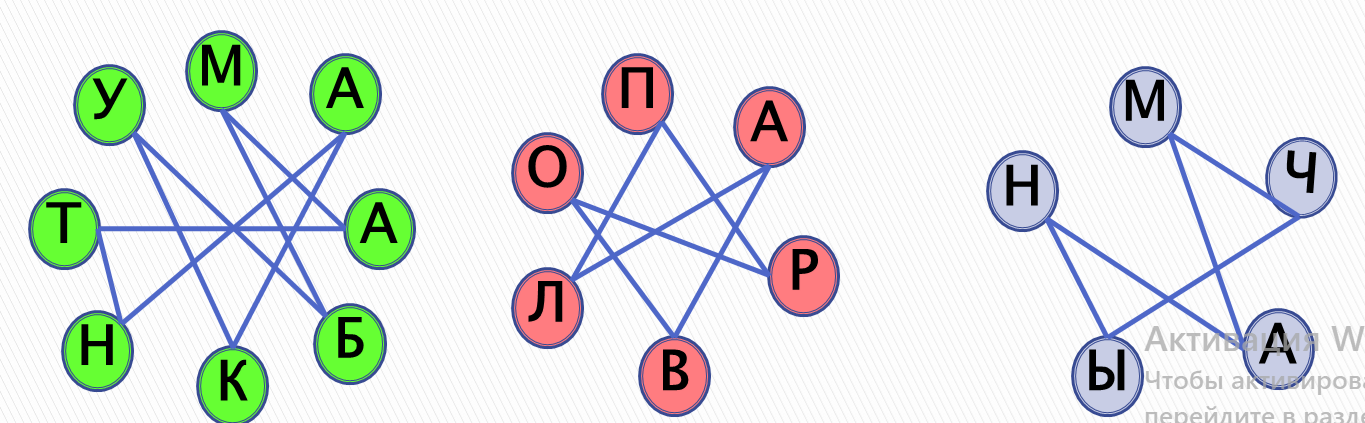 У М А
Т А
Н К Б
П А
О
Л Р
В
М
Н Ч
Ы А
Активация W
Чтобы активирова
перейдите в разде